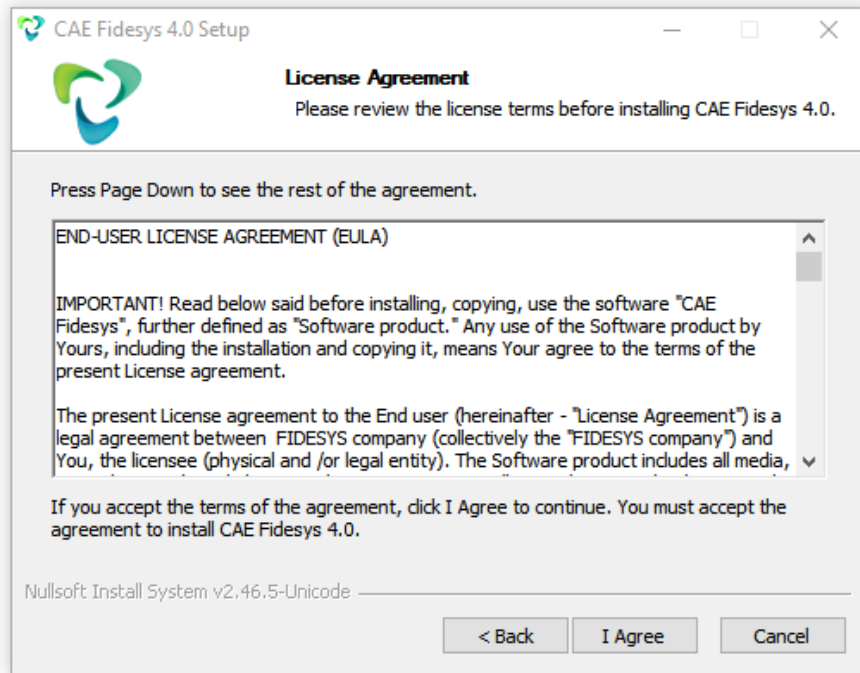 CAE Fidesys 4.0 Setup
License Agreement
Please review the license terms before installing CAE Fidesys 4.0.
Press Page Down to see the rest of the agreement.
END-USER LICENSE AGREEMENT (EULA)
IMPORTANT! Read below said before installing, copying, use the software "CAE
Fidesys", further defined as "Software product." Any use of the Software product by
Yours, including the installation and copying it, means Your agree to the terms of the
present License agreement.
The present License agreement to the End user (hereinafter - "License Agreement") is a
legal agreement between  FIDESYS company (collectively the "FIDESYS company") and
You, the licensee (physical and /or legal entity). The Software product includes all media,
If you accept the terms of the agreement, click I Agree to continue. You must accept the
agreement to install CAE Fidesys 4.0.
Nullsoft Install System v2.46.5-Unicode
< Back I Agree Cancel